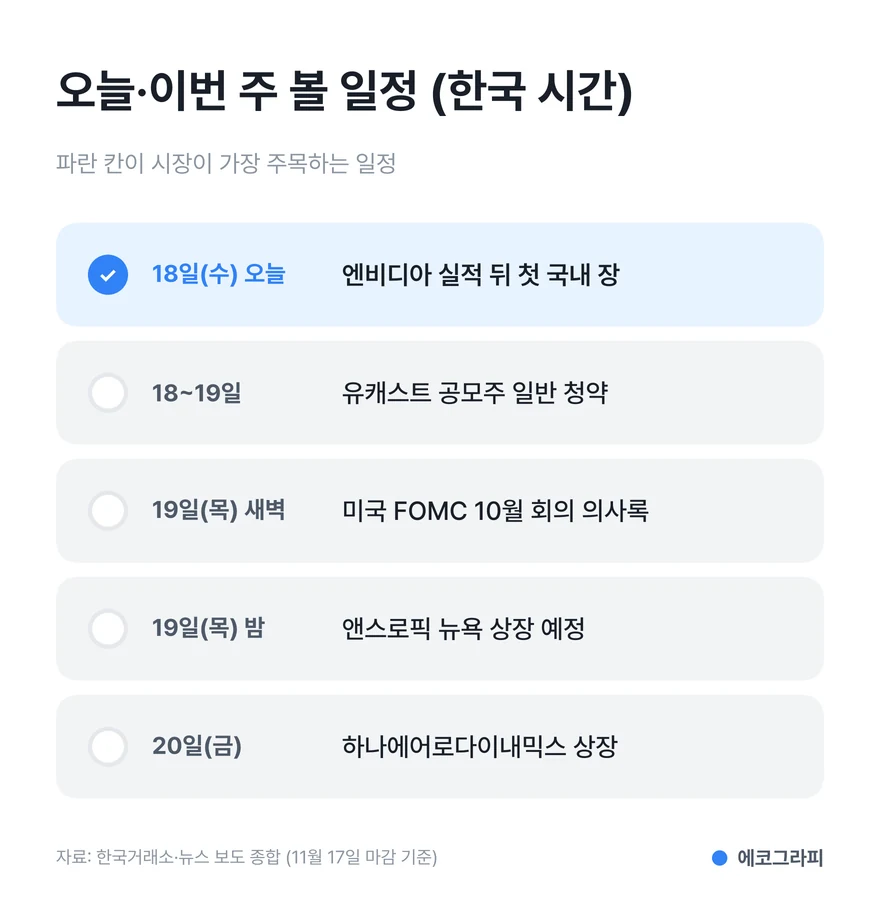 오늘·이번 주 볼 일정 (한국 시간)
파란 칸이 시장이 가장 주목하는 일정
18일(수) 오늘 엔비디아 실적 뒤 첫 국내 장
18~19일 유캐스트 공모주 일반 청약
19일(목) 새벽 미국 FOMC 10월 회의 의사록
19일(목) 밤 앤스로픽 뉴욕 상장 예정
20일(금) 하나에어로다이내믹스 상장
자료: 한국거래소·뉴스 보도 종합 (11월 17일 마감 기준) 에코그라피